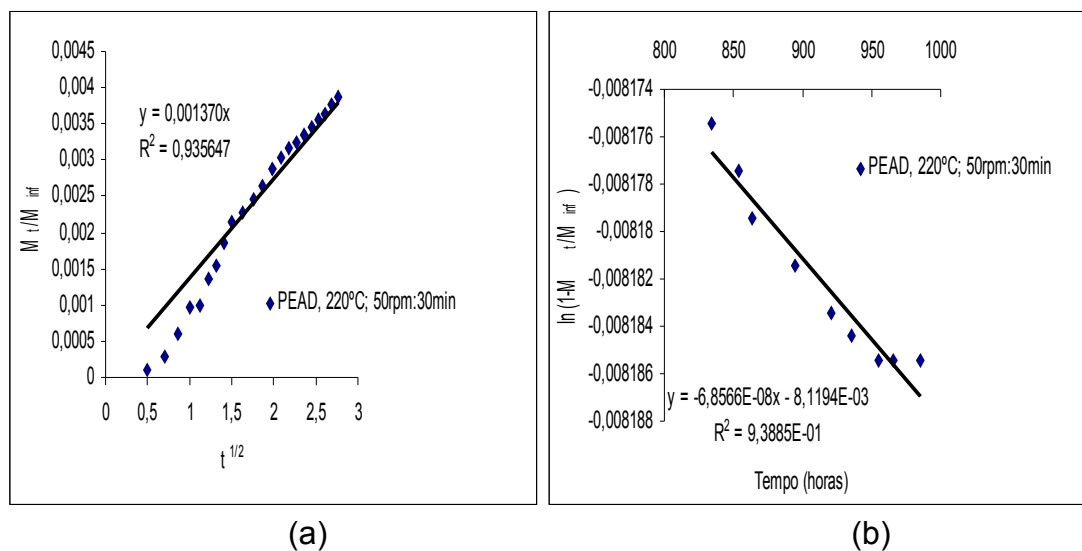 0,0045
0,004
0,0035
0,003
0,0025
0,002
0,0015
0,001
0,0005
0
M t /M inf
y = 0,001370x
R² = 0,935647
PEAD, 220ºC; 50rpm:30min
0 0,5 1 1,5 2 2,5 3
t 1/2
(a)
800 850 900 950 1000
-0,008174
-0,008176
-0,008178
-0,00818
-0,008182
-0,008184
-0,008186
-0,008188
ln (1-M t /M inf )
PEAD, 220ºC; 50rpm:30min
y = -6,8566E-08x - 8,1194E-03
R² = 9,3885E-01
Tempo (horas)
(b)